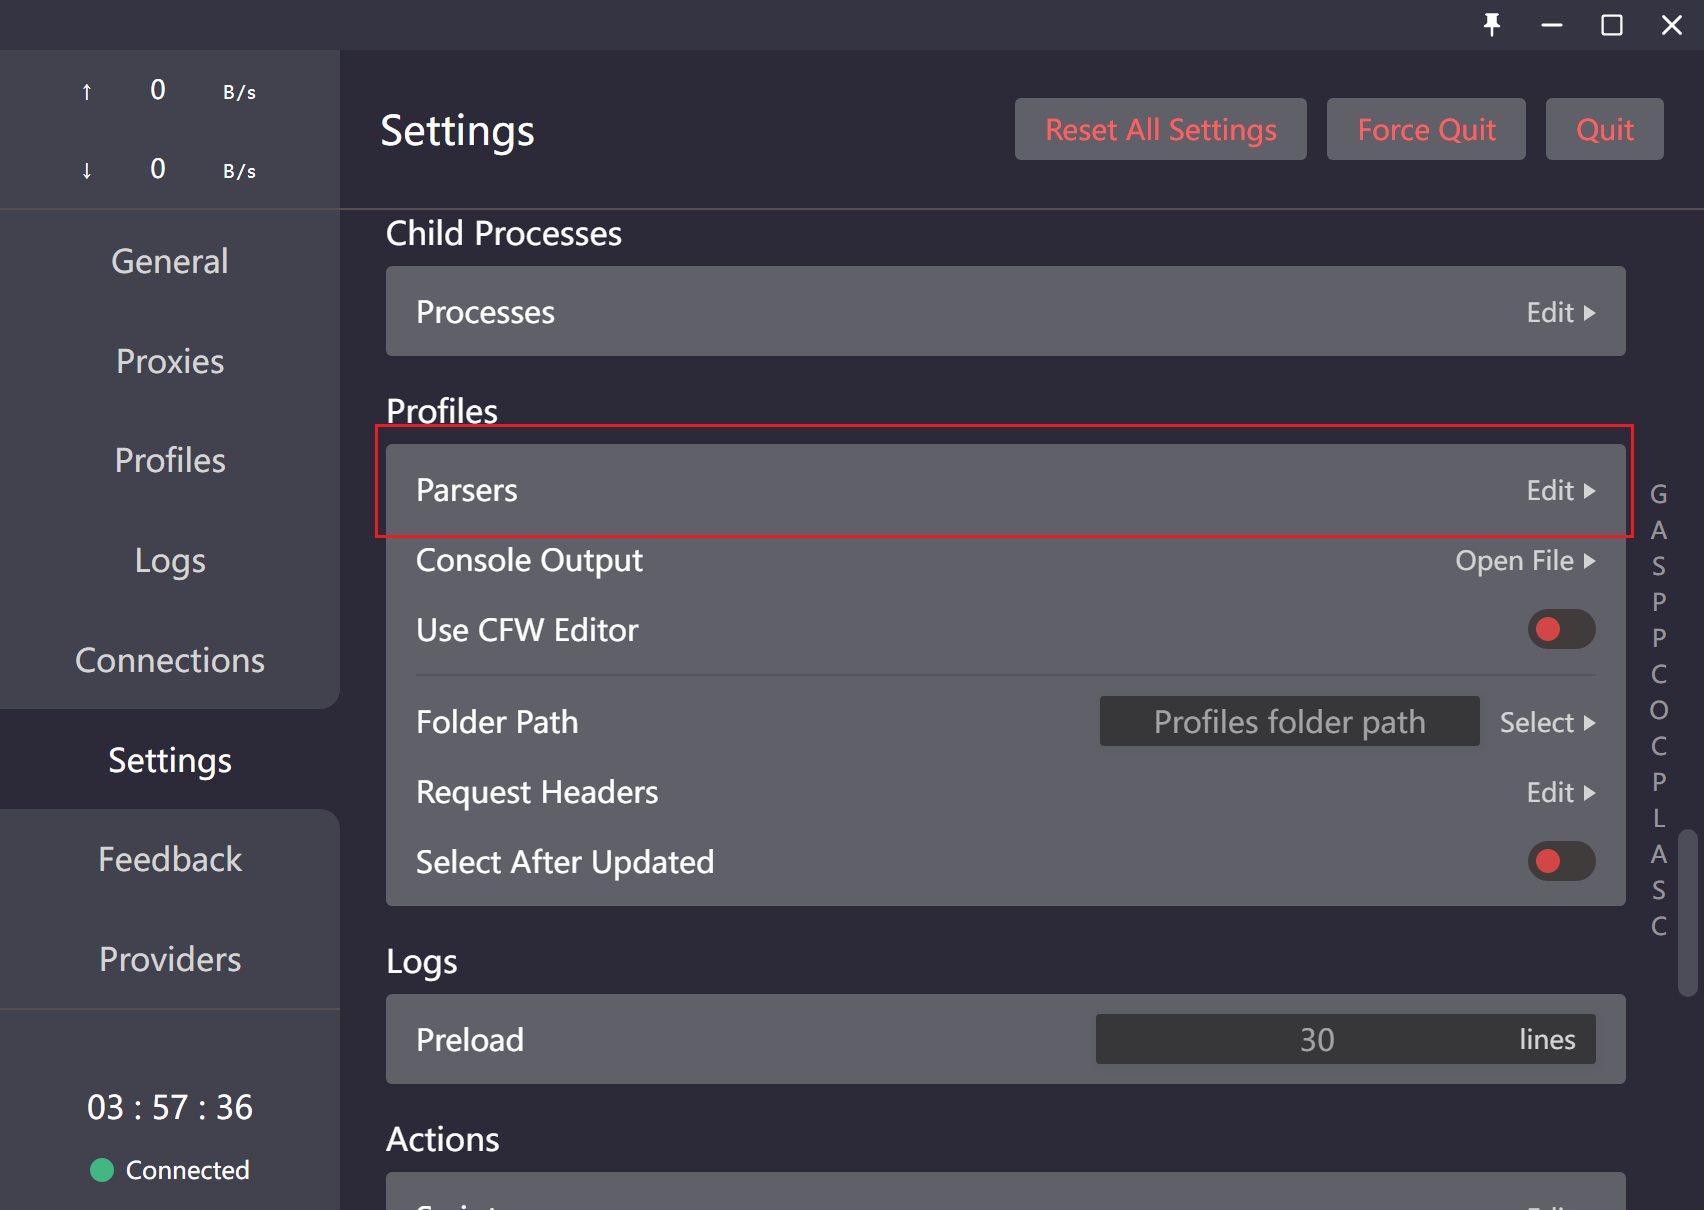 ↑ 0 B/s
↓ 0 B/s
General
Proxies
Profiles
Logs
Connections
Settings
Feedback
Providers
03 : 57 : 36
Connected
Settings
Reset All Settings
Force Quit
Quit
Child Processes
Processes Edit
Profiles
Parsers Edit
Console Output Open File
Use CFW Editor
Folder Path Profiles folder path Select
Request Headers Edit
Select After Updated
Logs
Preload 30 lines
Actions
G
A
S
P
P
C
O
C
P
L
A
S
C